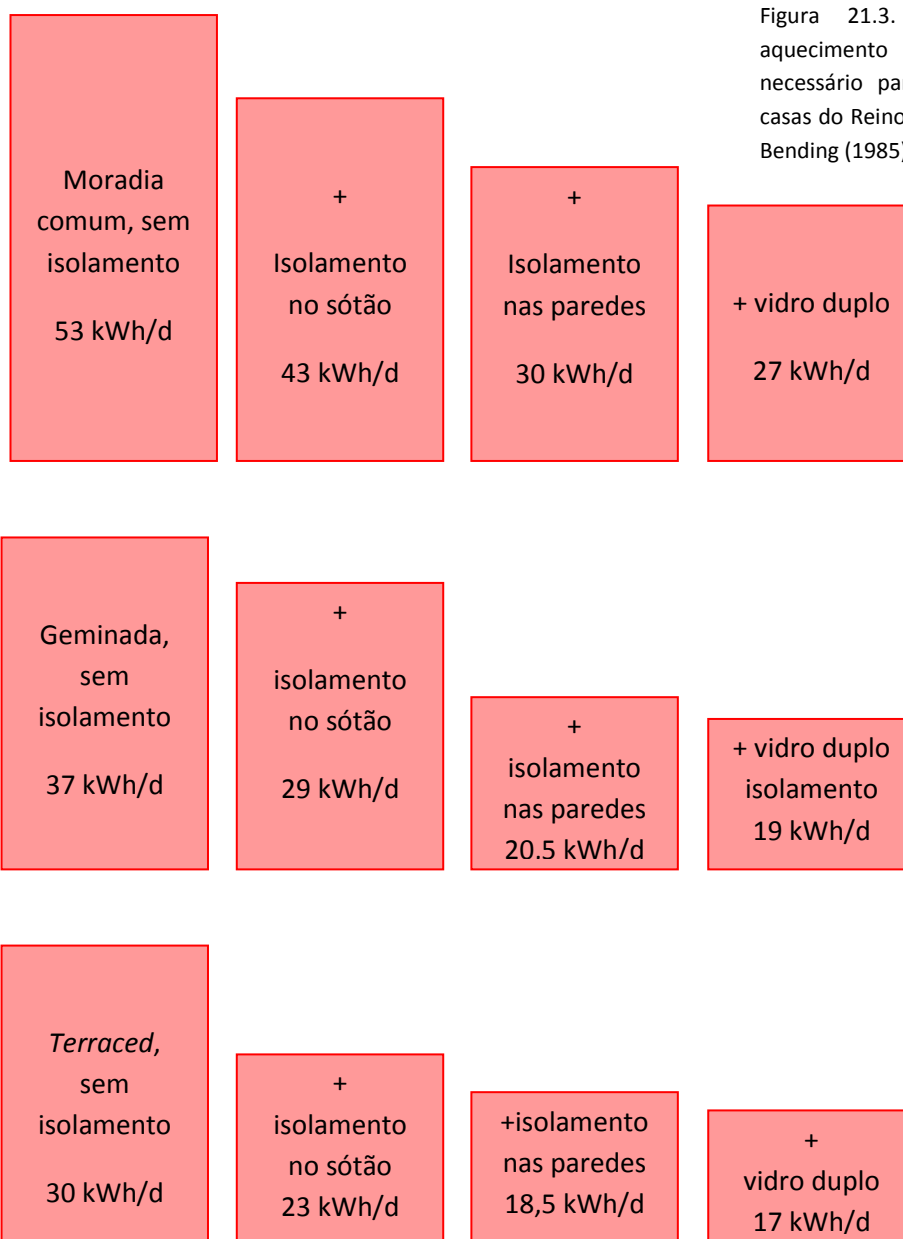 Figura 21.3.
aquecimento
necessário
casas do Reino
Bending (1985)
Moradia
comum, sem
isolamento
53 kWh/d
+
Isolamento
no sótão
43 kWh/d
+
Isolamento
nas paredes
30 kWh/d
+ vidro duplo
27 kWh/d
Geminada,
sem
isolamento
37 kWh/d
+
isolamento
no sótão
29 kWh/d
+
isolamento
nas paredes
20.5 kWh/d
+ vidro duplo
isolamento
19 kWh/d
Terraced,
sem
isolamento
30 kWh/d
+
isolamento
no sótão
23 kWh/d
+isolamento
nas paredes
18,5 kWh/d
+
vidro duplo
17 kWh/d